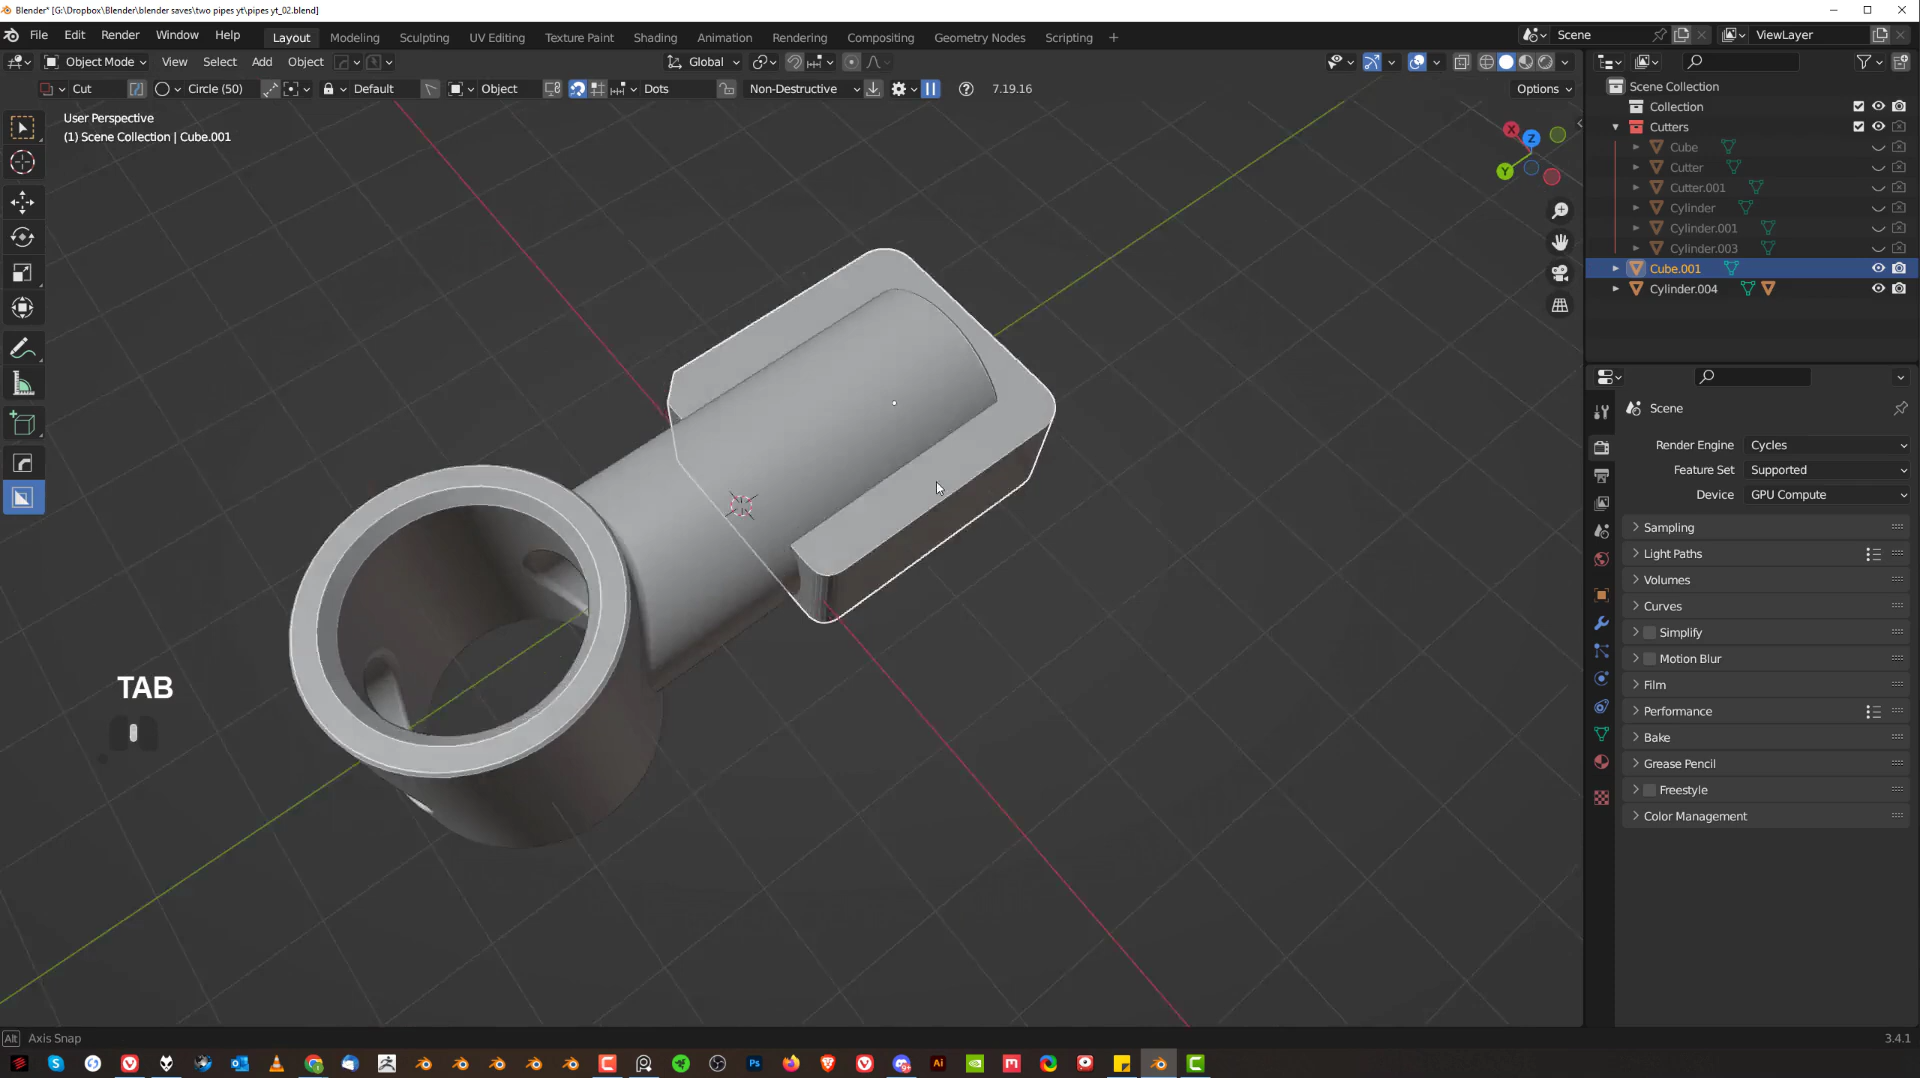 Blender* [G:\Dropbox\Blender\blender saves\two pipes yt\pipes yt_02.blend]
File Edit Render Window Help
Layout Modeling Sculpting UV Editing Texture Paint Shading Animation Rendering Compositing Geometry Nodes Scripting +
Scene
ViewLayer
Object Mode View Select Add Object
Global
Cut Circle (50) Default Object Dots Non-Destructive 7.19.16
Options
User Perspective
(1) Scene Collection | Cube.001
X
Y
Z
TAB
Scene Collection
Collection
Cutters
Cube
Cutter
Cutter.001
Cylinder
Cylinder.001
Cylinder.003
Cube.001
Cylinder.004
Scene
Render Engine Cycles
Feature Set Supported
Device GPU Compute
Sampling
Light Paths
Volumes
Curves
Simplify
Motion Blur
Film
Performance
Bake
Grease Pencil
Freestyle
Color Management
Alt Axis Snap
3.4.1